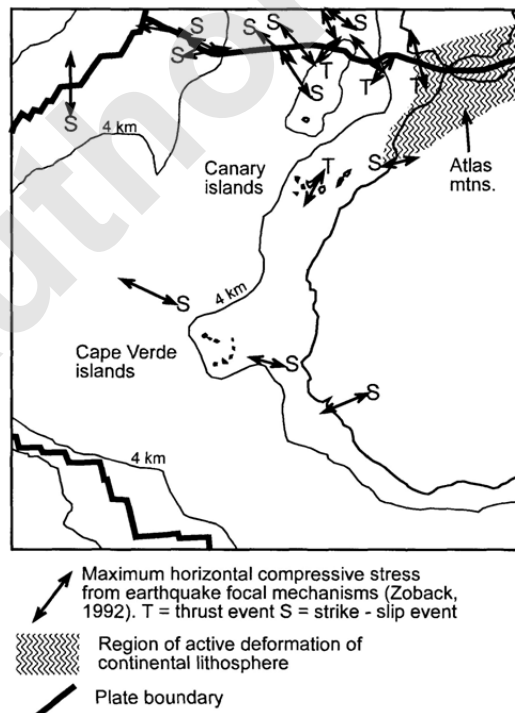 S
S
S
S
S
T
T
S
S
4 km
Canary
islands
T
S
Atlas
mtns.
4 km
S
Cape Verde
islands
S
S
4 km
Maximum horizontal compressive stress
from earthquake focal mechanisms (Zoback,
1992). T = thrust event S = strike - slip event
Region of active deformation of
continental lithosphere
Plate boundary